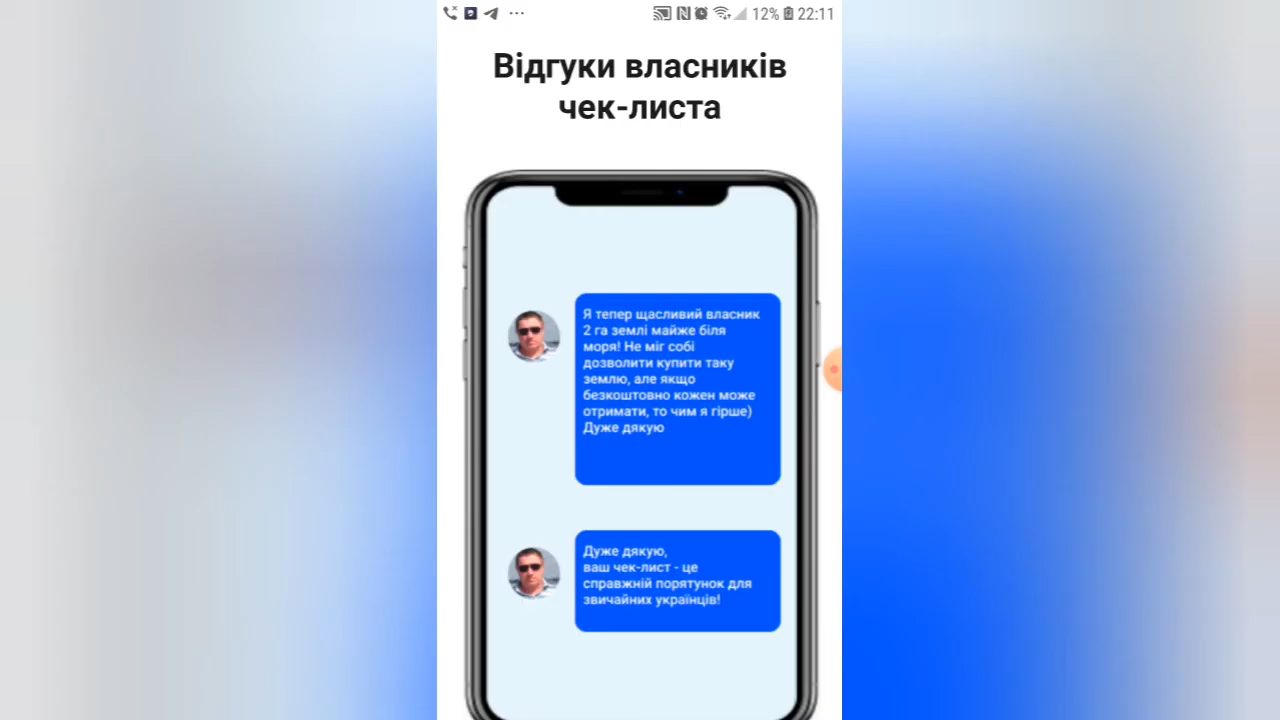 12% 22:11
Відгуки власників
чек-листа
Я тепер щасливий власник
2 га землі майже біля
моря! Не міг собі
дозволити купити таку
землю, але якщо
безкоштовно кожен може
отримати, то чим я гірше)
Дуже дякую
Дуже дякую,
ваш чек-лист - це
справжній порятунок для
звичайних українців!